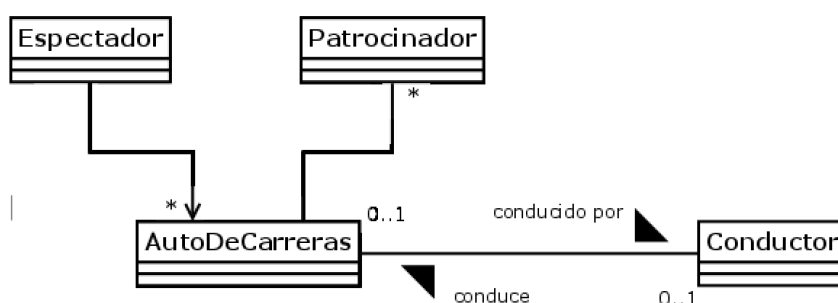 Espectador
Patrocinador
*
*
0..1
conducido por
AutoDeCarreras
Conductor
conduce
0..1